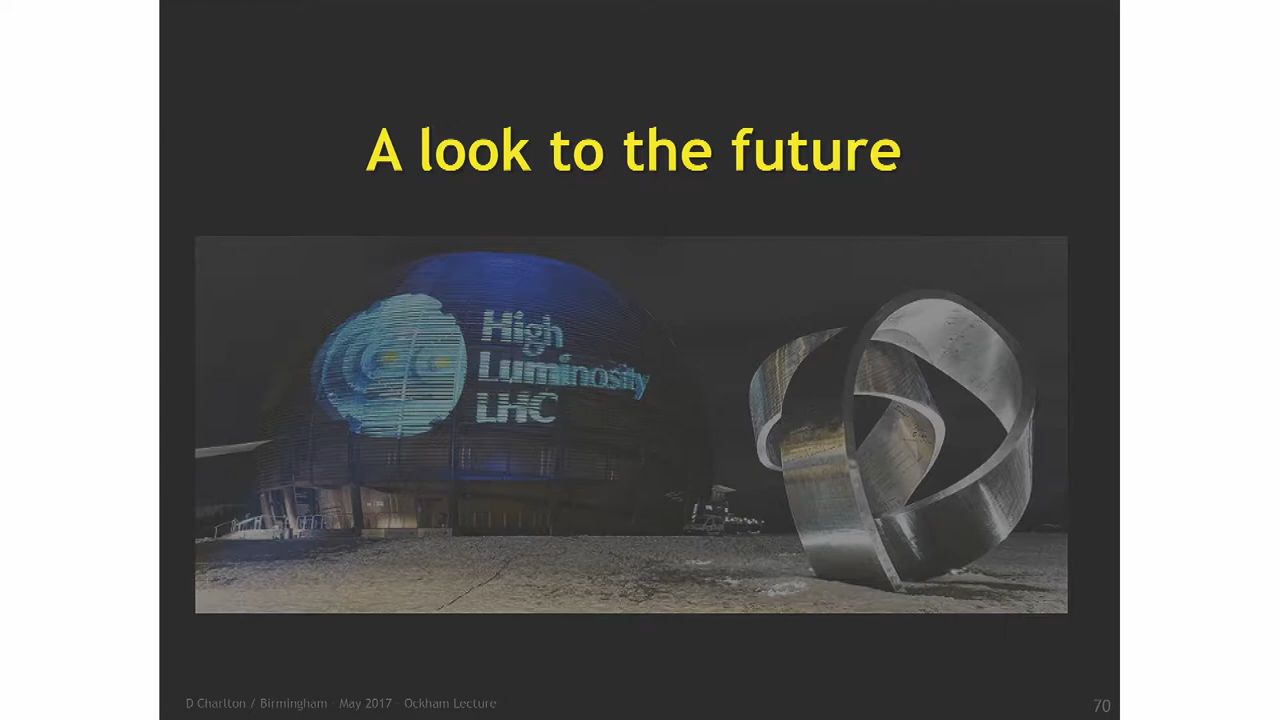 A look to the future
High
Luminosity
LHC
D Charlton / Birmingham – May 2017 – Ockham Lecture
70